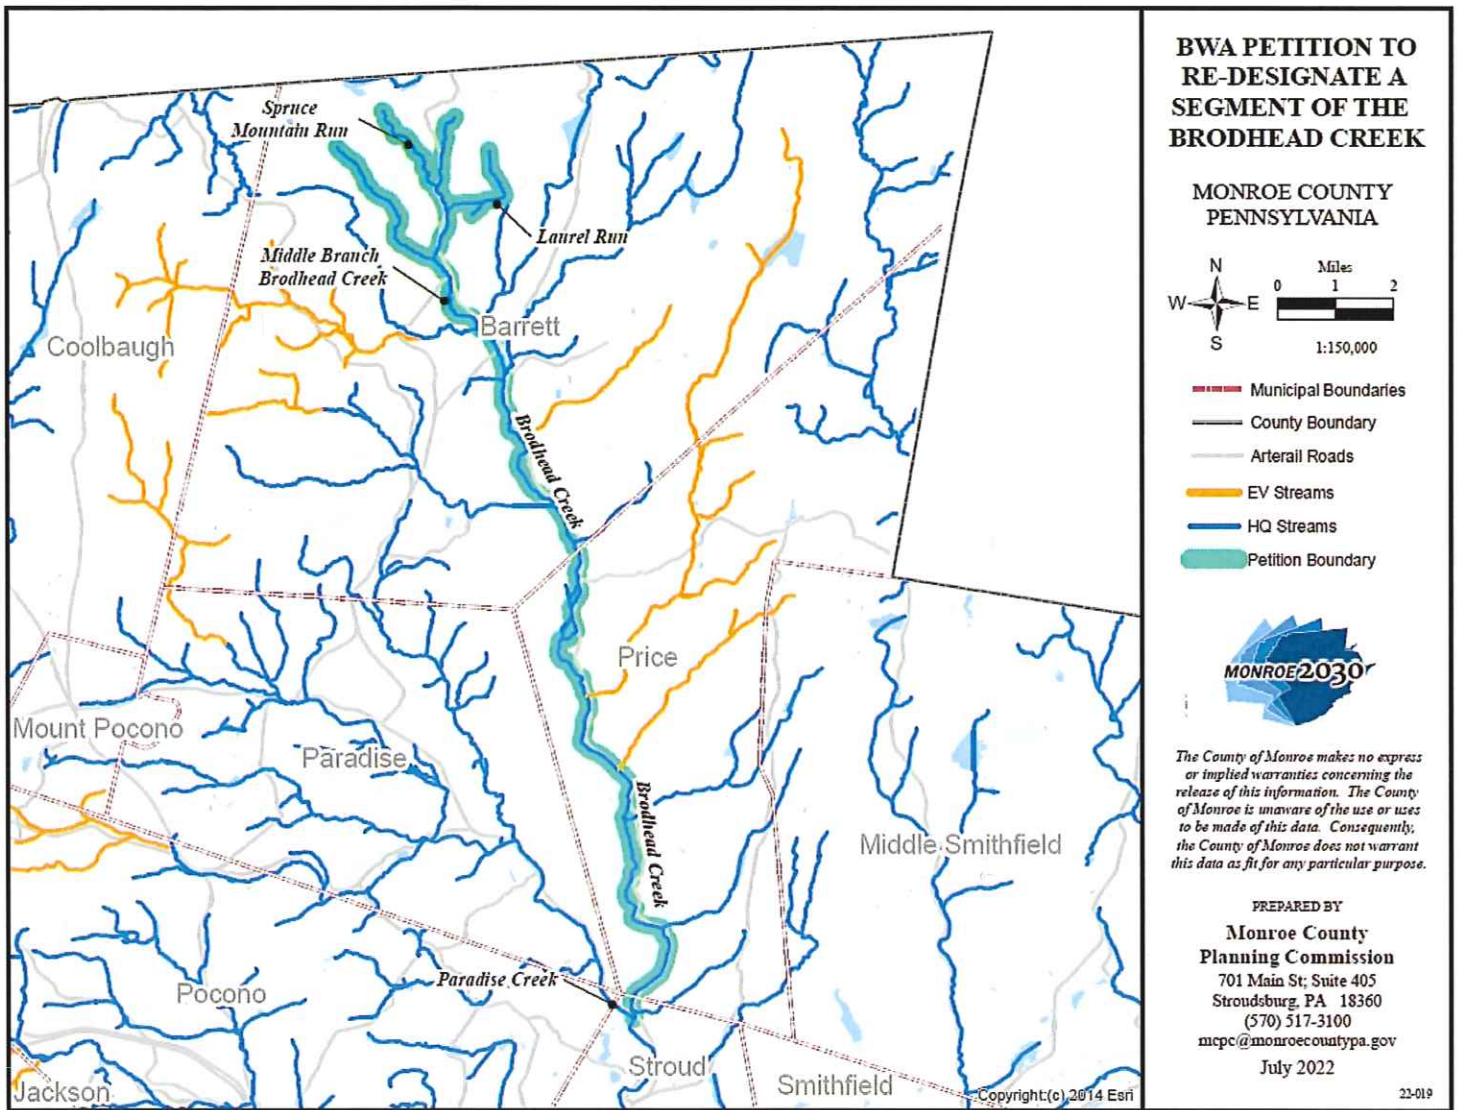 Spruce
Mountain Run
Laurel Run
Middle Branch
Brodhead Creek
Barrett
Coolbaugh
Brodhead Creek
Price
Mount Pocono
Paradise
Brodhead Creek
Middle Smithfield
Paradise Creek
Pocono
Stroud
Smithfield
Jackson
Copyright:(c) 2014 Esri
BWA PETITION TO
RE-DESIGNATE A
SEGMENT OF THE
BRODHEAD CREEK
MONROE COUNTY
PENNSYLVANIA
N
W
E
S
Miles
0 1 2
1:150,000
Municipal Boundaries
County Boundary
Arterail Roads
EV Streams
HQ Streams
Petition Boundary
MONROE 2030
The County of Monroe makes no express
or implied warranties concerning the
release of this information. The County
of Monroe is unaware of the use or uses
to be made of this data. Consequently,
the County of Monroe does not warrant
this data as fit for any particular purpose.
PREPARED BY
Monroe County
Planning Commission
701 Main St; Suite 405
Stroudsburg, PA 18360
(570) 517-3100
mcpc@monroecountypa.gov
July 2022
22-019